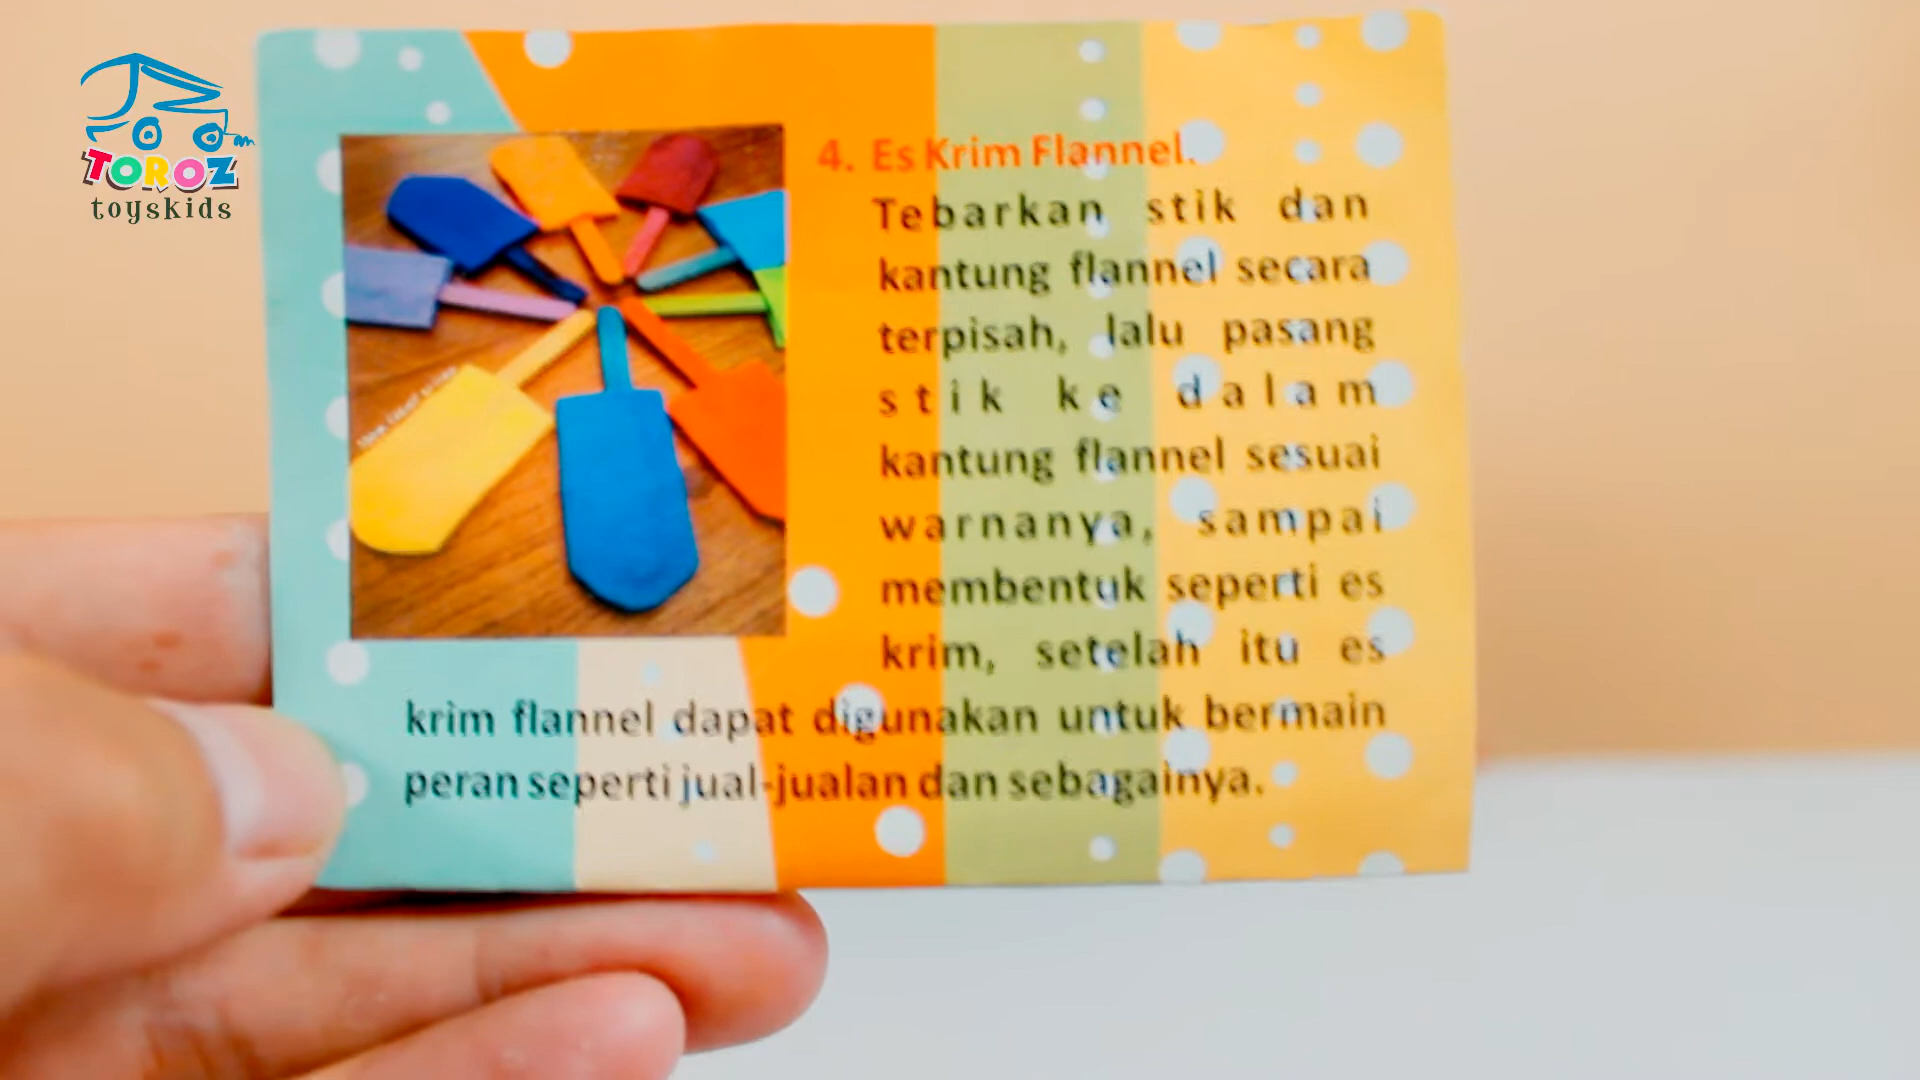 TOROZ
toyskids
4. Es Krim Flannel.
Tebarkan stik dan
kantung flannel secara
terpisah, lalu pasang
stik ke dalam
kantung flannel sesuai
warnanya, sampai
membentuk seperti es
krim, setelah itu es
krim flannel dapat digunakan untuk bermain
peran seperti jual-jualan dan sebagainya.